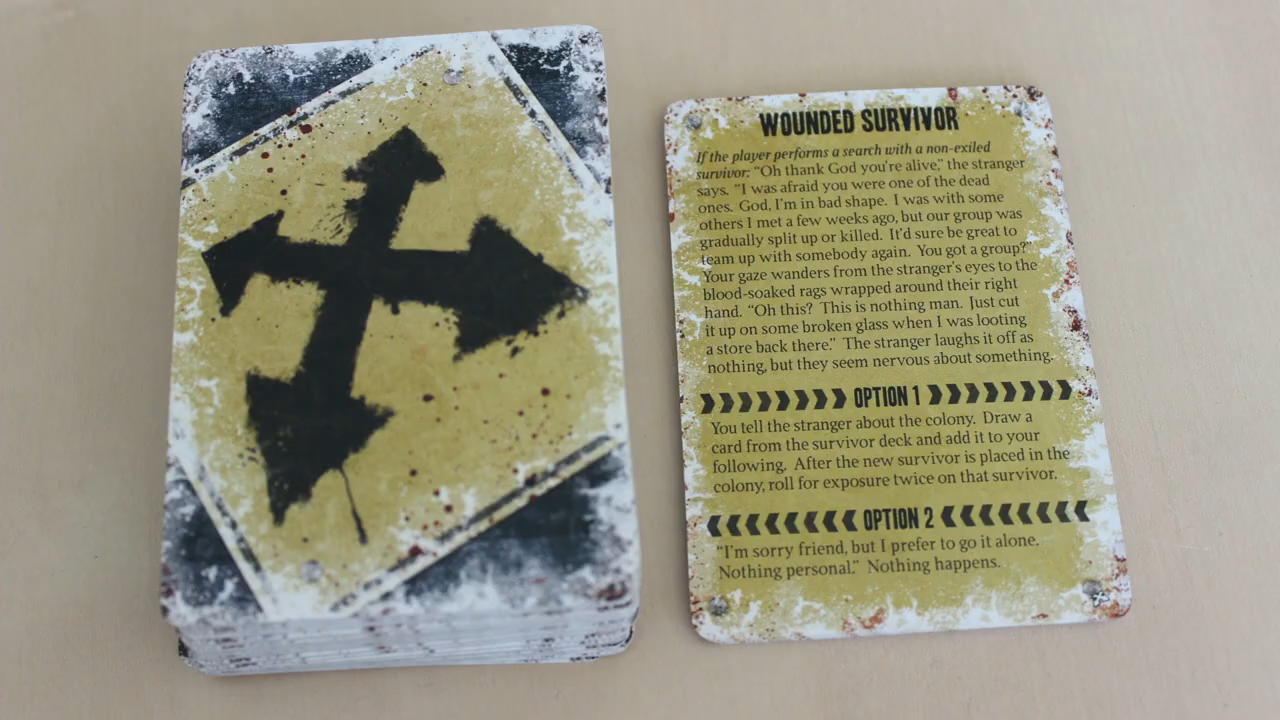 WOUNDED SURVIVOR
If the player performs a search with a non-exiled
survivor: “Oh thank God you’re alive,” the stranger
says. “I was afraid you were one of the dead
ones. God, I’m in bad shape. I was with some
others I met a few weeks ago, but our group was
gradually split up or killed. It’d sure be great to
team up with somebody again. You got a group?”
Your gaze wanders from the stranger’s eyes to the
blood-soaked rags wrapped around their right
hand. “Oh this? This is nothing man. Just cut
it up on some broken glass when I was looting
a store back there.” The stranger laughs it off as
nothing, but they seem nervous about something.
OPTION 1
You tell the stranger about the colony. Draw a
card from the survivor deck and add it to your
following. After the new survivor is placed in the
colony, roll for exposure twice on that survivor.
OPTION 2
“I’m sorry friend, but I prefer to go it alone.
Nothing personal.” Nothing happens.